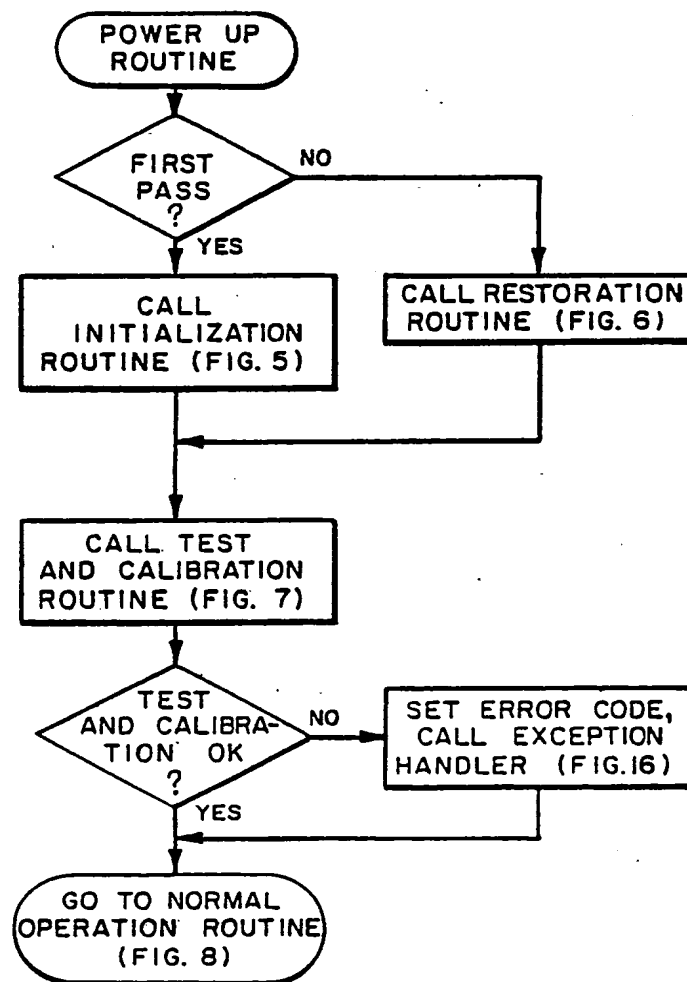 POWER UP
ROUTINE
FIRST
PASS
?
NO
YES
CALL
INITIALIZATION
ROUTINE (FIG. 5)
CALL RESTORATION
ROUTINE (FIG. 6)
CALL TEST
AND CALIBRATION
ROUTINE (FIG. 7)
TEST
AND CALIBRA-
TION OK
?
NO
YES
SET ERROR CODE,
CALL EXCEPTION
HANDLER (FIG.16)
GO TO NORMAL
OPERATION ROUTINE
(FIG. 8)